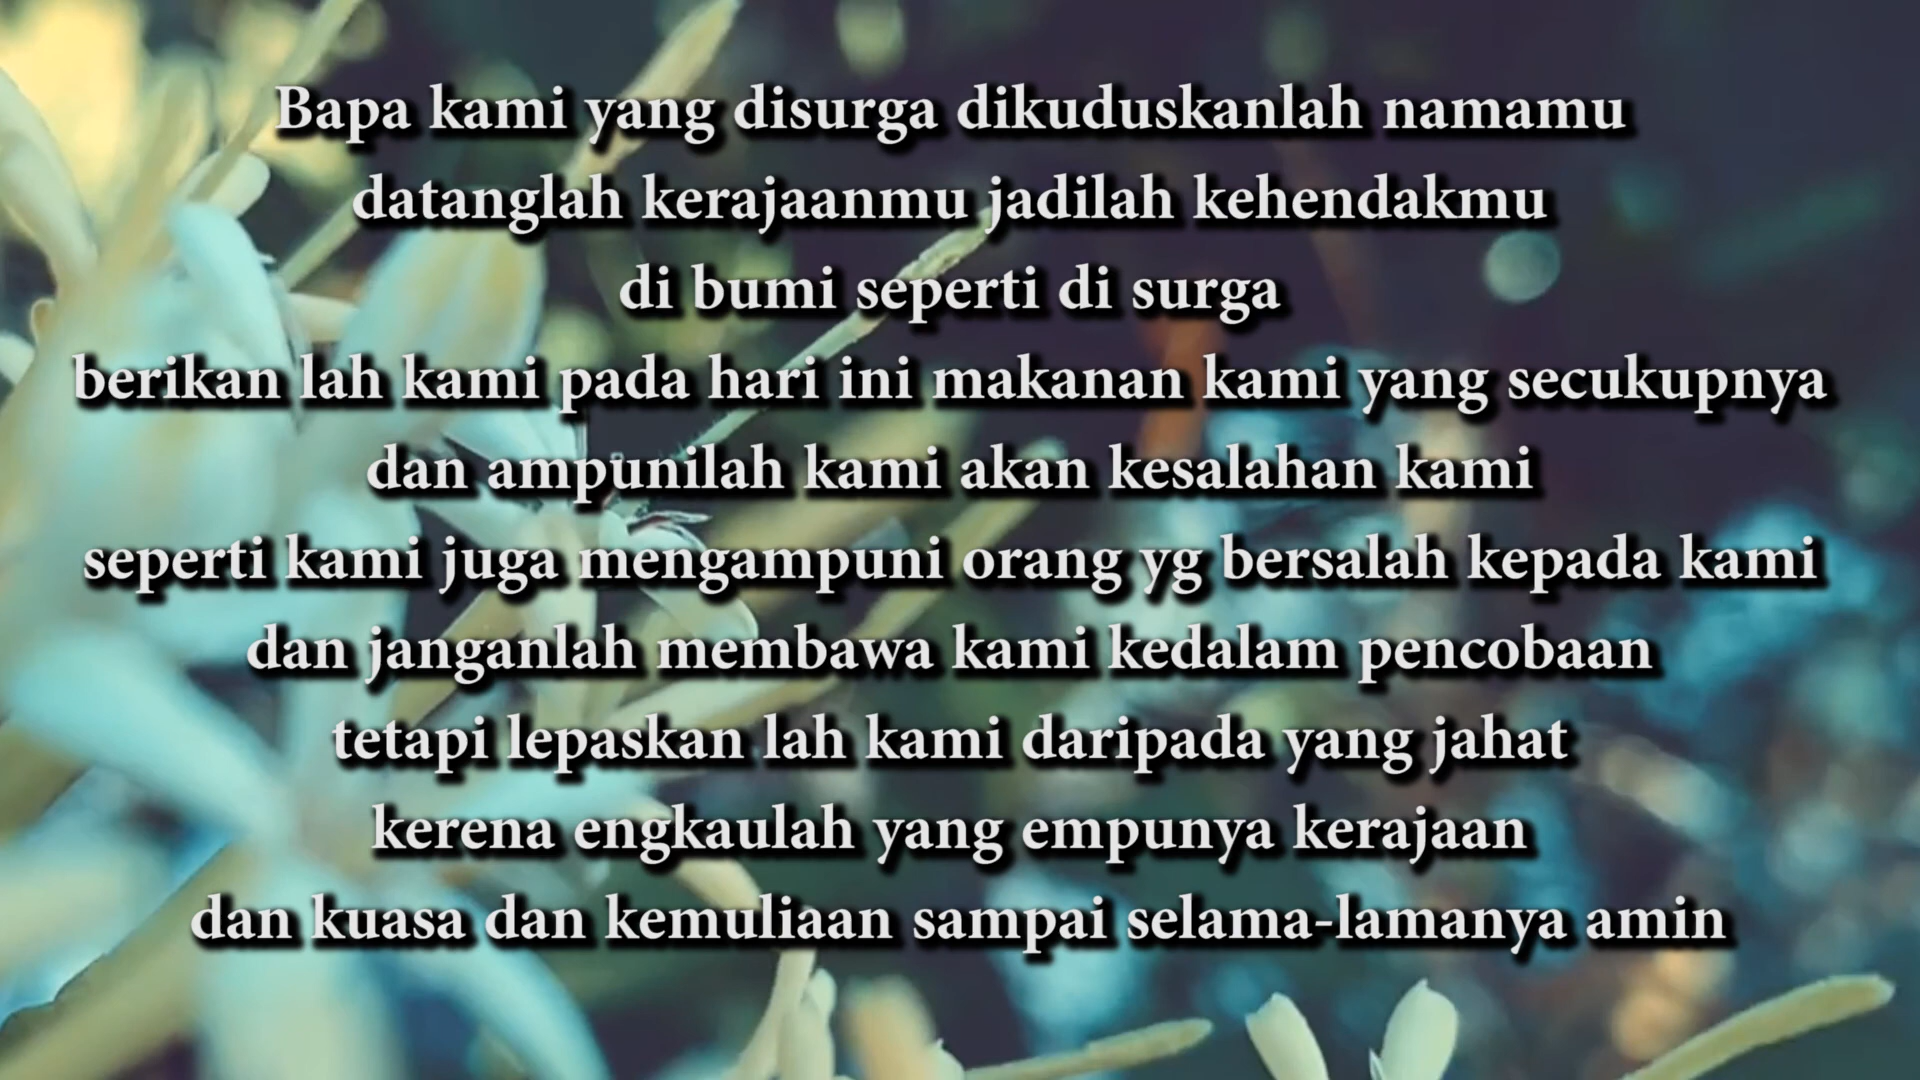 Bapa kami yang disurga dikuduskanlah namamu
datanglah kerajaanmu jadilah kehendakmu
di bumi seperti di surga
berikan lah kami pada hari ini makanan kami yang secukupnya
dan ampunilah kami akan kesalahan kami
seperti kami juga mengampuni orang yg bersalah kepada kami
dan janganlah membawa kami kedalam pencobaan
tetapi lepaskan lah kami daripada yang jahat
kerena engkaulah yang empunya kerajaan
dan kuasa dan kemuliaan sampai selama-lamanya amin